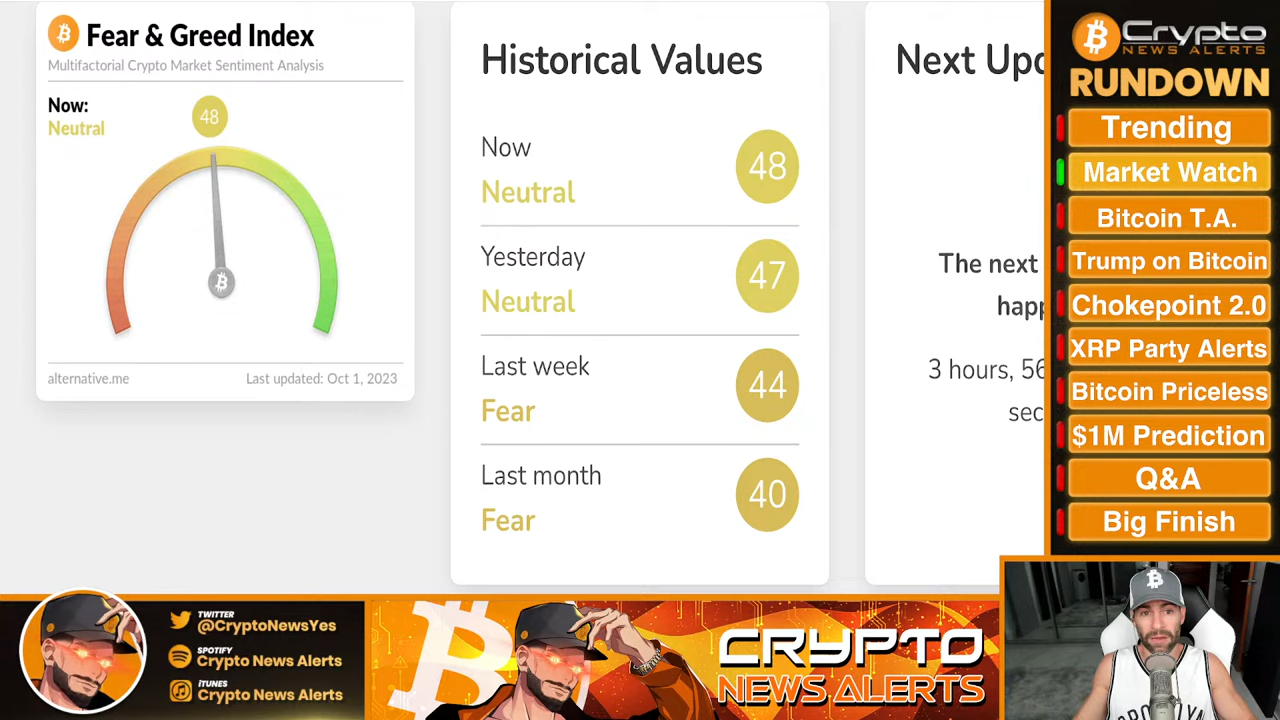 Fear & Greed Index
Multifactorial Crypto Market Sentiment Analysis
Now:
Neutral
48
alternative.me
Last updated: Oct 1, 2023
Historical Values
Now
Neutral
48
Yesterday
Neutral
47
Last week
Fear
44
Last month
Fear
40
Next Upd
The next
happ
3 hours, 56
sec
Crypto
NEWS ALERTS
RUNDOWN
Trending
Market Watch
Bitcoin T.A.
Trump on Bitcoin
Chokepoint 2.0
XRP Party Alerts
Bitcoin Priceless
$1M Prediction
Q&A
Big Finish
TWITTER
@CryptoNewsYes
SPOTIFY
Crypto News Alerts
iTUNES
Crypto News Alerts
CRYPTO
NEWS ALERTS
BROOKLYN